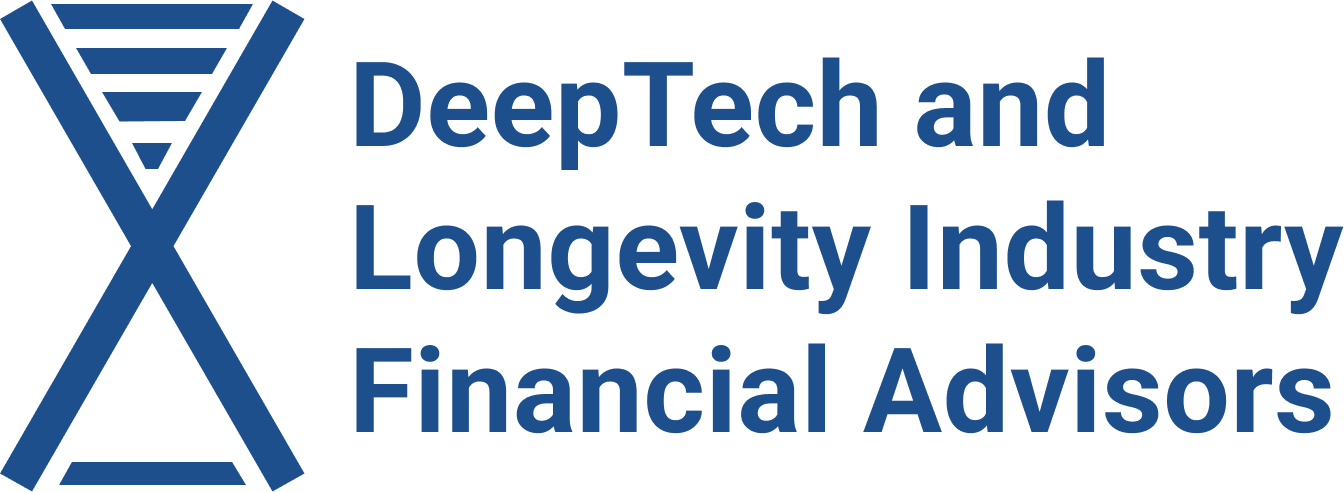 DeepTech and
Longevity Industry
Financial Advisors